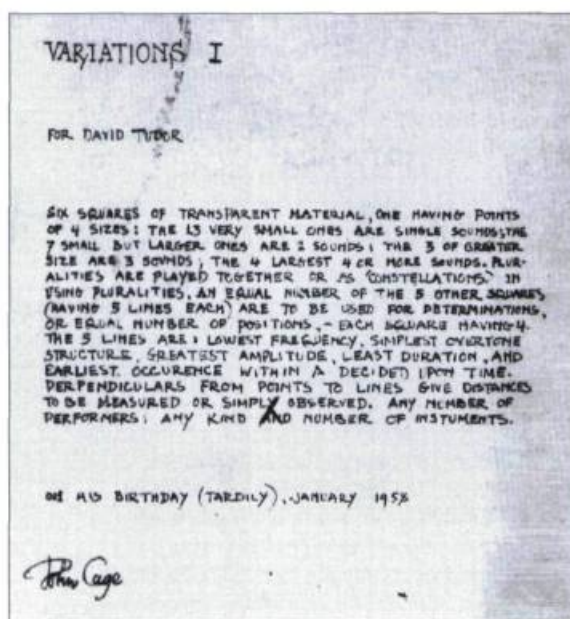 VARIATIONS I
FOR DAVID TUDOR
SIX SQUARES OF TRANSPARENT MATERIAL, ONE HAVING POINTS
OF 4 SIZES: THE 13 VERY SMALL ONES ARE SINGLE SOUNDS; THE
7 SMALL BUT LARGER ONES ARE 2 SOUNDS; THE 3 OF GREATER
SIZE ARE 3 SOUNDS; THE 4 LARGEST 4 OR MORE SOUNDS. PLUR-
ALITIES ARE PLAYED TOGETHER OR AS "CONSTELLATIONS." IN
USING PLURALITIES, AN EQUAL NUMBER OF THE 5 OTHER SQUARES
(HAVING 5 LINES EACH) ARE TO BE USED FOR DETERMINATIONS,
OR EQUAL NUMBER OF POSITIONS, - EACH SQUARE HAVING 4.
THE 5 LINES ARE: LOWEST FREQUENCY, SIMPLEST OVERTONE
STRUCTURE, GREATEST AMPLITUDE, LEAST DURATION, AND
EARLIEST OCCURENCE WITHIN A DECIDED UPON TIME.
PERPENDICULARS FROM POINTS TO LINES GIVE DISTANCES
TO BE MEASURED OR SIMPLY OBSERVED. ANY NUMBER OF
PERFORMERS; ANY KIND AND NUMBER OF INSTUMENTS.
ON HIS BIRTHDAY (TARDILY), JANUARY 1958
John Cage